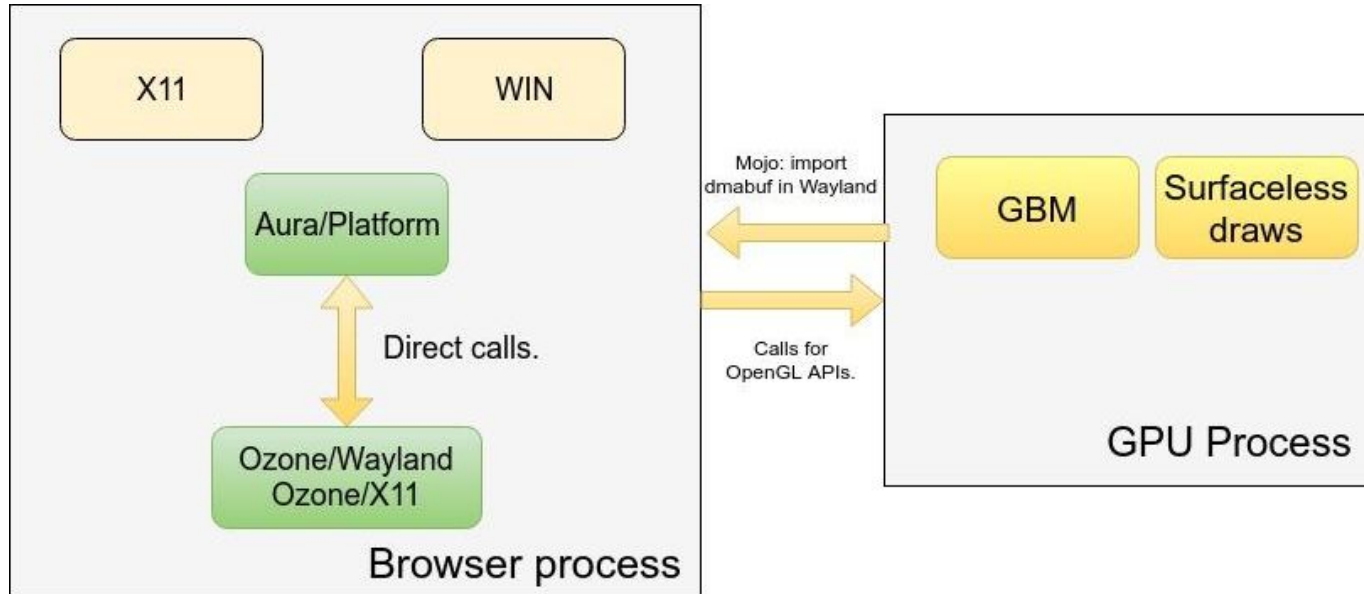 X11
WIN
Aura/Platform
Direct calls.
Ozone/Wayland
Ozone/X11
Browser process
Mojo: import
dmabuf in Wayland
Calls for
OpenGL APIs.
GBM
Surfaceless
draws
GPU Process